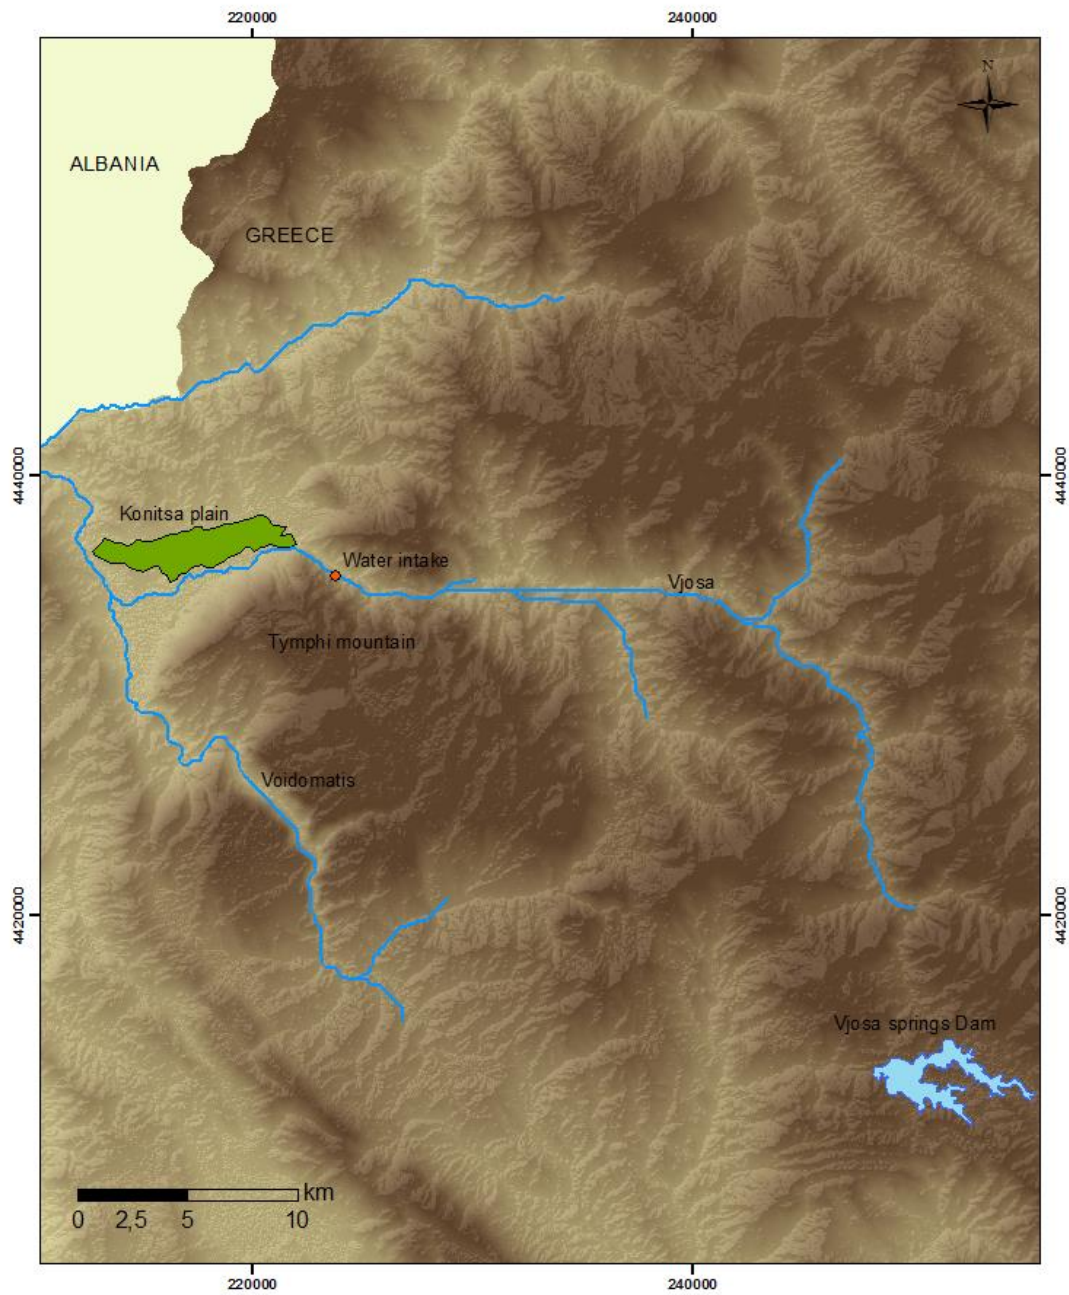 220000 240000
N
ALBANIA
GREECE
4440000 4440000
Konitsa plain
Water intake
Vjosa
Tymphi mountain
Voidomatis
4420000 4420000
Vjosa springs Dam
km
0 2,5 5 10
220000 240000